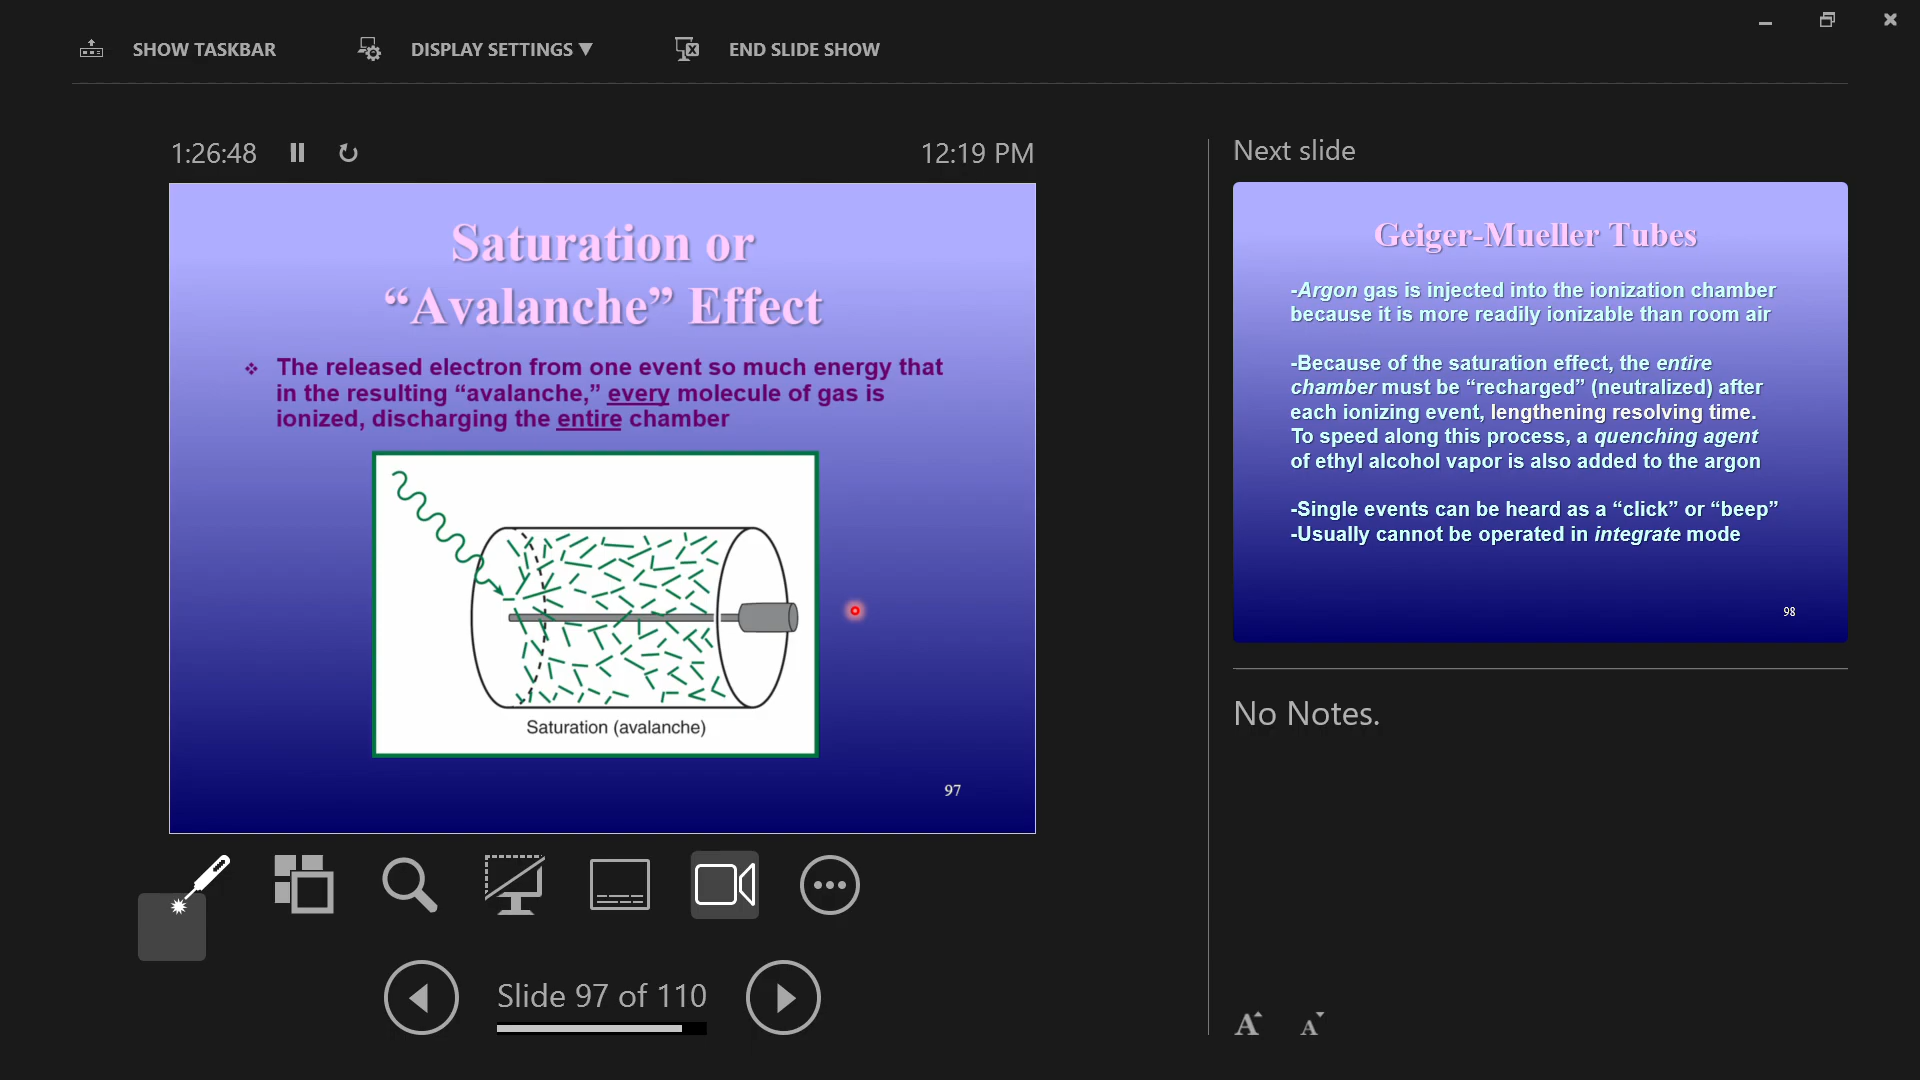 SHOW TASKBAR
DISPLAY SETTINGS ▼
END SLIDE SHOW
1:26:48
12:19 PM
Saturation or
“Avalanche” Effect
❖ The released electron from one event so much energy that
in the resulting “avalanche,” every molecule of gas is
ionized, discharging the entire chamber
Saturation (avalanche)
97
Slide 97 of 110
Next slide
Geiger-Mueller Tubes
-Argon gas is injected into the ionization chamber
because it is more readily ionizable than room air
-Because of the saturation effect, the entire
chamber must be “recharged” (neutralized) after
each ionizing event, lengthening resolving time.
To speed along this process, a quenching agent
of ethyl alcohol vapor is also added to the argon
-Single events can be heard as a “click” or “beep”
-Usually cannot be operated in integrate mode
98
No Notes.
A A